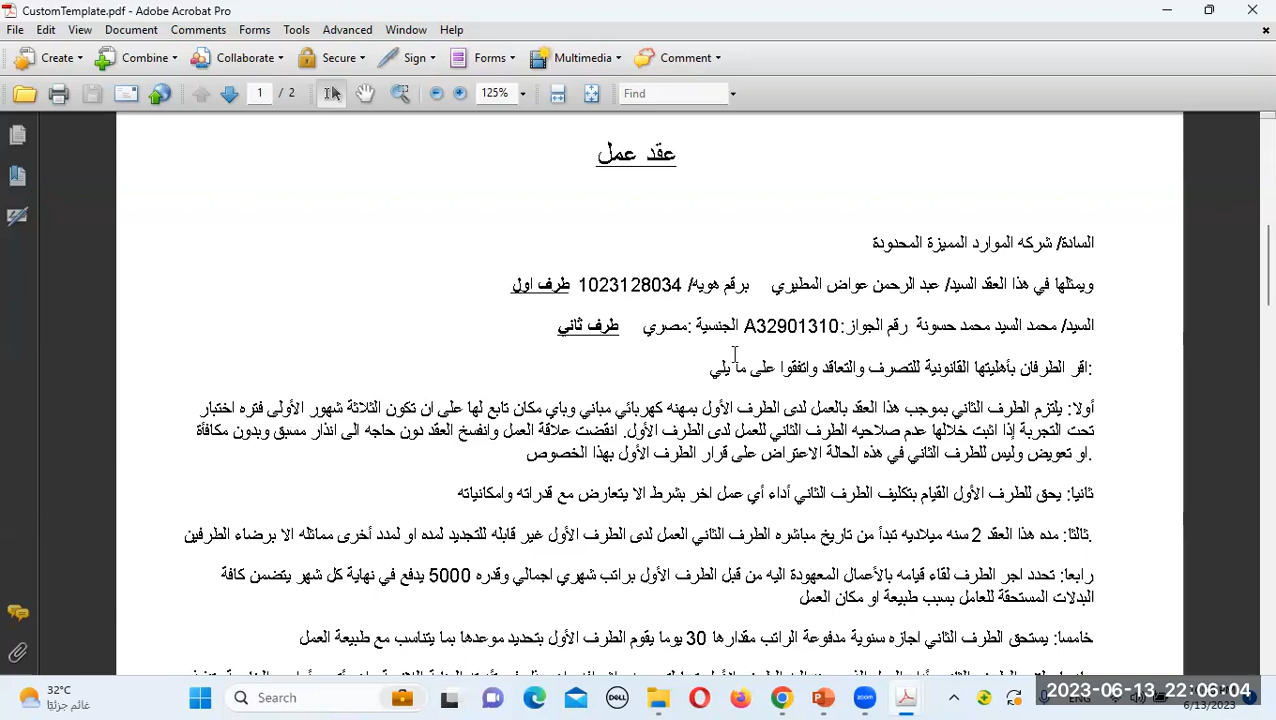 CustomTemplate.pdf - Adobe Acrobat Pro
File Edit View Document Comments Forms Tools Advanced Window Help
Create Combine Collaborate Secure Sign Forms Multimedia Comment
1 / 2 125% Find
عقد عمل
السادة/ شركه الموارد المميزة المحدودة
ويمثلها في هذا العقد السيد/ عبد الرحمن عواض المطيري برقم هويه/ 1023128034 طرف اول
السيد/ محمد السيد محمد حسونة رقم الجواز: A32901310 الجنسية :مصري طرف ثاني
اقر الطرفان بأهليتها القانونية للتصرف والتعاقد واتفقوا على ما يلي:
أولا: يلتزم الطرف الثاني بموجب هذا العقد بالعمل لدى الطرف الأول بمهنه كهربائي مباني وباي مكان تابع لها على ان تكون الثلاثة شهور الأولى فتره اختبار
تحت التجربة إذا اثبت خلالها عدم صلاحيه الطرف الثاني للعمل لدى الطرف الأول. انقضت علاقة العمل وانفسخ العقد دون حاجه الى انذار مسبق وبدون مكافأة
او تعويض وليس للطرف الثاني في هذه الحالة الاعتراض على قرار الطرف الأول بهذا الخصوص.
ثانيا: يحق للطرف الأول القيام بتكليف الطرف الثاني أداء أي عمل اخر بشرط الا يتعارض مع قدراته وامكانياته
ثالثا: مده هذا العقد 2 سنه ميلاديه تبدأ من تاريخ مباشره الطرف الثاني العمل لدى الطرف الأول غير قابله للتجديد لمده او لمدد أخرى مماثله الا برضاء الطرفين.
رابعا: تحدد اجر الطرف لقاء قيامه بالأعمال المعهودة اليه من قبل الطرف الأول براتب شهري اجمالي وقدره 5000 يدفع في نهاية كل شهر يتضمن كافة
البدلات المستحقة للعامل بسبب طبيعة او مكان العمل
خامسا: يستحق الطرف الثاني اجازه سنوية مدفوعة الراتب مقدارها 30 يوما يقوم الطرف الأول بتحديد موعدها بما يتناسب مع طبيعة العمل
32°C
غائم جزئيًا
Search
DELL
ENG
2023-06-13 22:06:04
6/13/2023